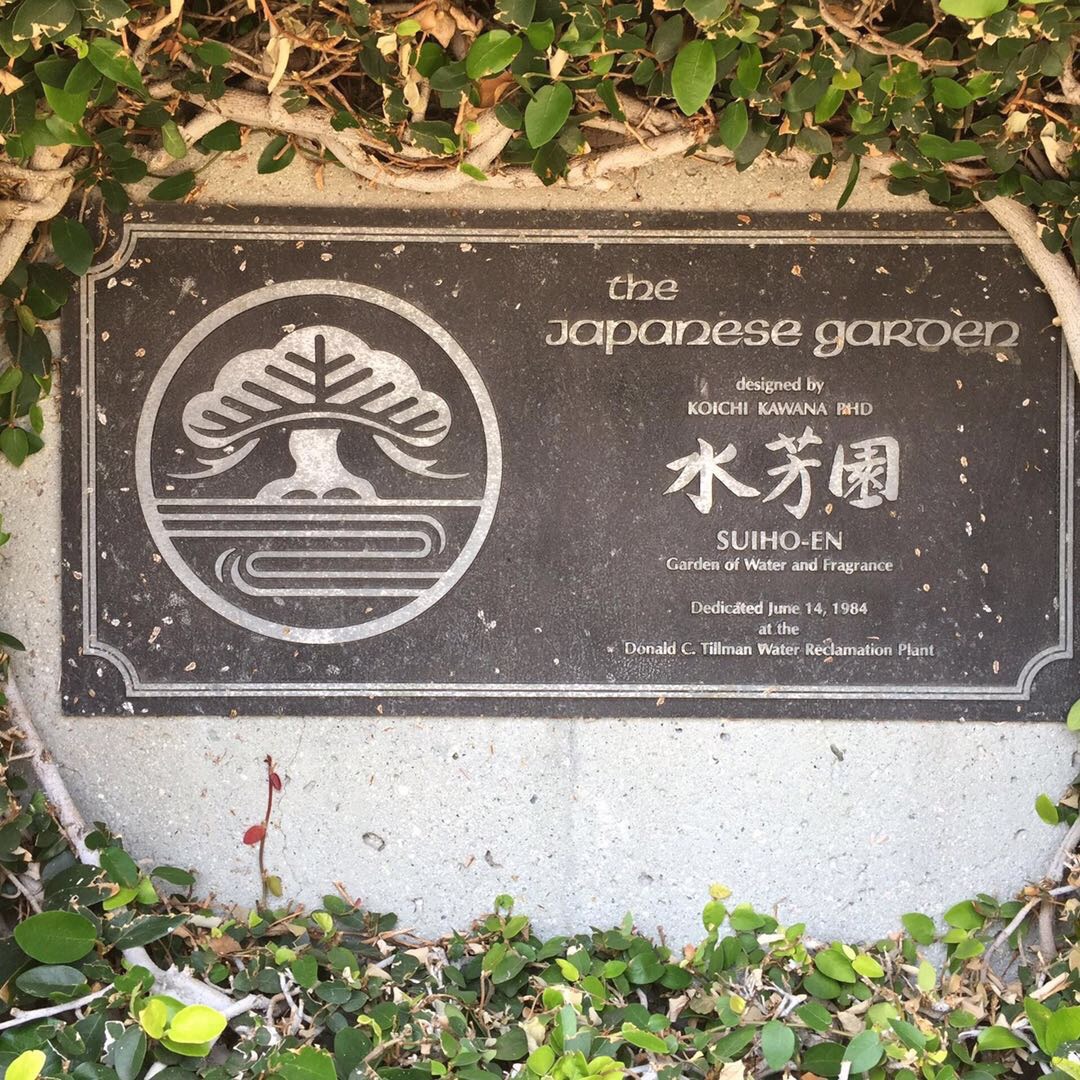 the
Japanese garden
designed by
KOICHI KAWANA PHD
水芳園
SUIHO-EN
Garden of Water and Fragrance
Dedicated June 14, 1984
at the
Donald C. Tillman Water Reclamation Plant